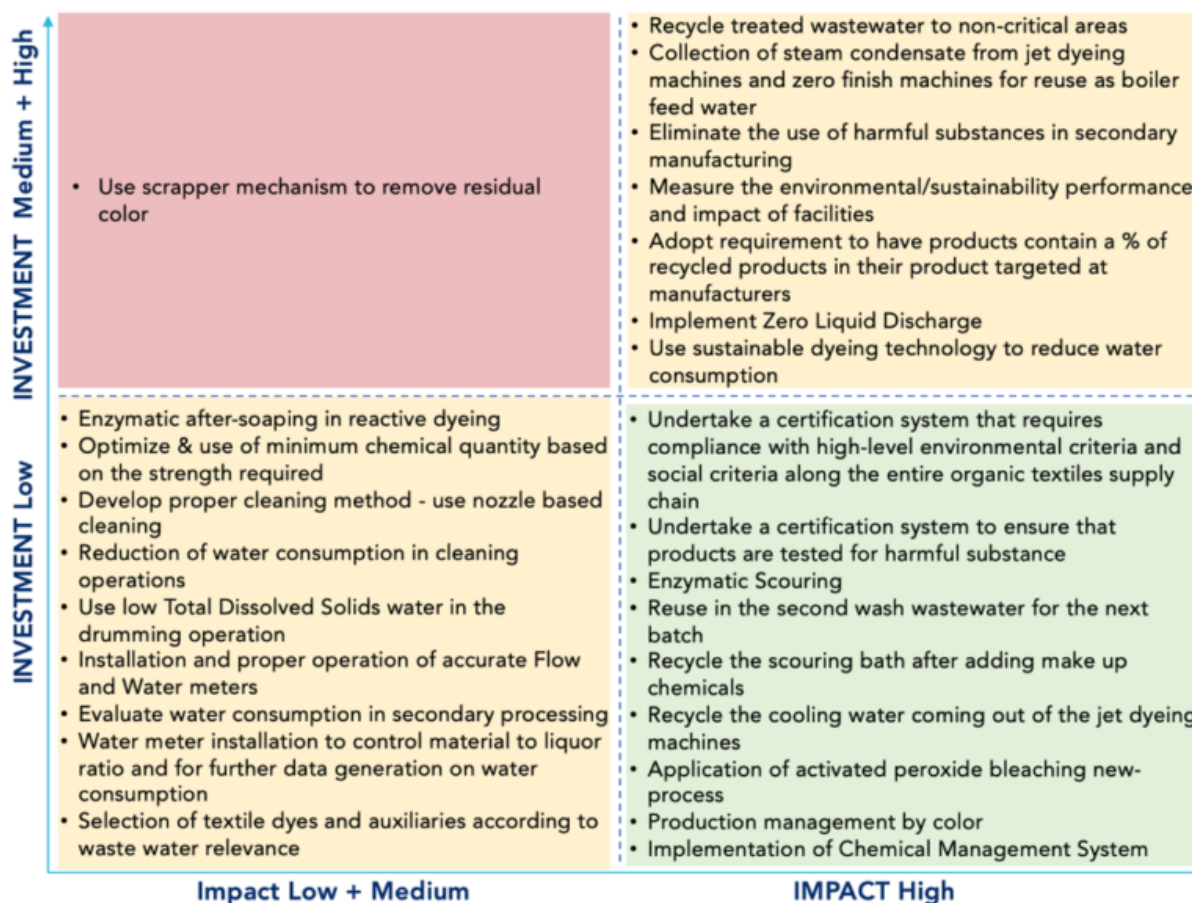 INVESTMENT Medium + High
• Use scrapper mechanism to remove residual
color
• Recycle treated wastewater to non-critical areas
• Collection of steam condensate from jet dyeing
machines and zero finish machines for reuse as boiler
feed water
• Eliminate the use of harmful substances in secondary
manufacturing
• Measure the environmental/sustainability performance
and impact of facilities
• Adopt requirement to have products contain a % of
recycled products in their product targeted at
manufacturers
• Implement Zero Liquid Discharge
• Use sustainable dyeing technology to reduce water
consumption
INVESTMENT Low
• Enzymatic after-soaping in reactive dyeing
• Optimize & use of minimum chemical quantity based
on the strength required
• Develop proper cleaning method - use nozzle based
cleaning
• Reduction of water consumption in cleaning
operations
• Use low Total Dissolved Solids water in the
drumming operation
• Installation and proper operation of accurate Flow
and Water meters
• Evaluate water consumption in secondary processing
• Water meter installation to control material to liquor
ratio and for further data generation on water
consumption
• Selection of textile dyes and auxiliaries according to
waste water relevance
• Undertake a certification system that requires
compliance with high-level environmental criteria and
social criteria along the entire organic textiles supply
chain
• Undertake a certification system to ensure that
products are tested for harmful substance
• Enzymatic Scouring
• Reuse in the second wash wastewater for the next
batch
• Recycle the scouring bath after adding make up
chemicals
• Recycle the cooling water coming out of the jet dyeing
machines
• Application of activated peroxide bleaching new-
process
• Production management by color
• Implementation of Chemical Management System
Impact Low + Medium
IMPACT High